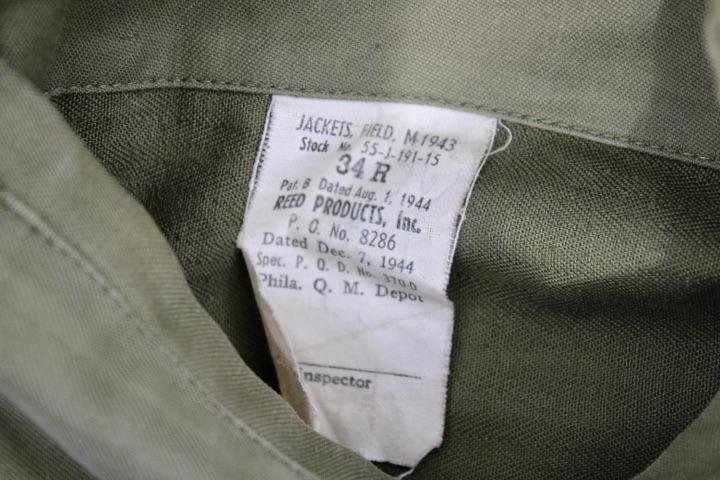 JACKETS, FIELD, M-1943
Stock No. 55-J-191-15
34 R
Pat. B Dated Aug. 1, 1944
REED PRODUCTS, Inc.
P. O. No. 8286
Dated Dec. 7, 1944
Spec. P. Q. D. No. 370-D
Phila. Q. M. Depot
Inspector